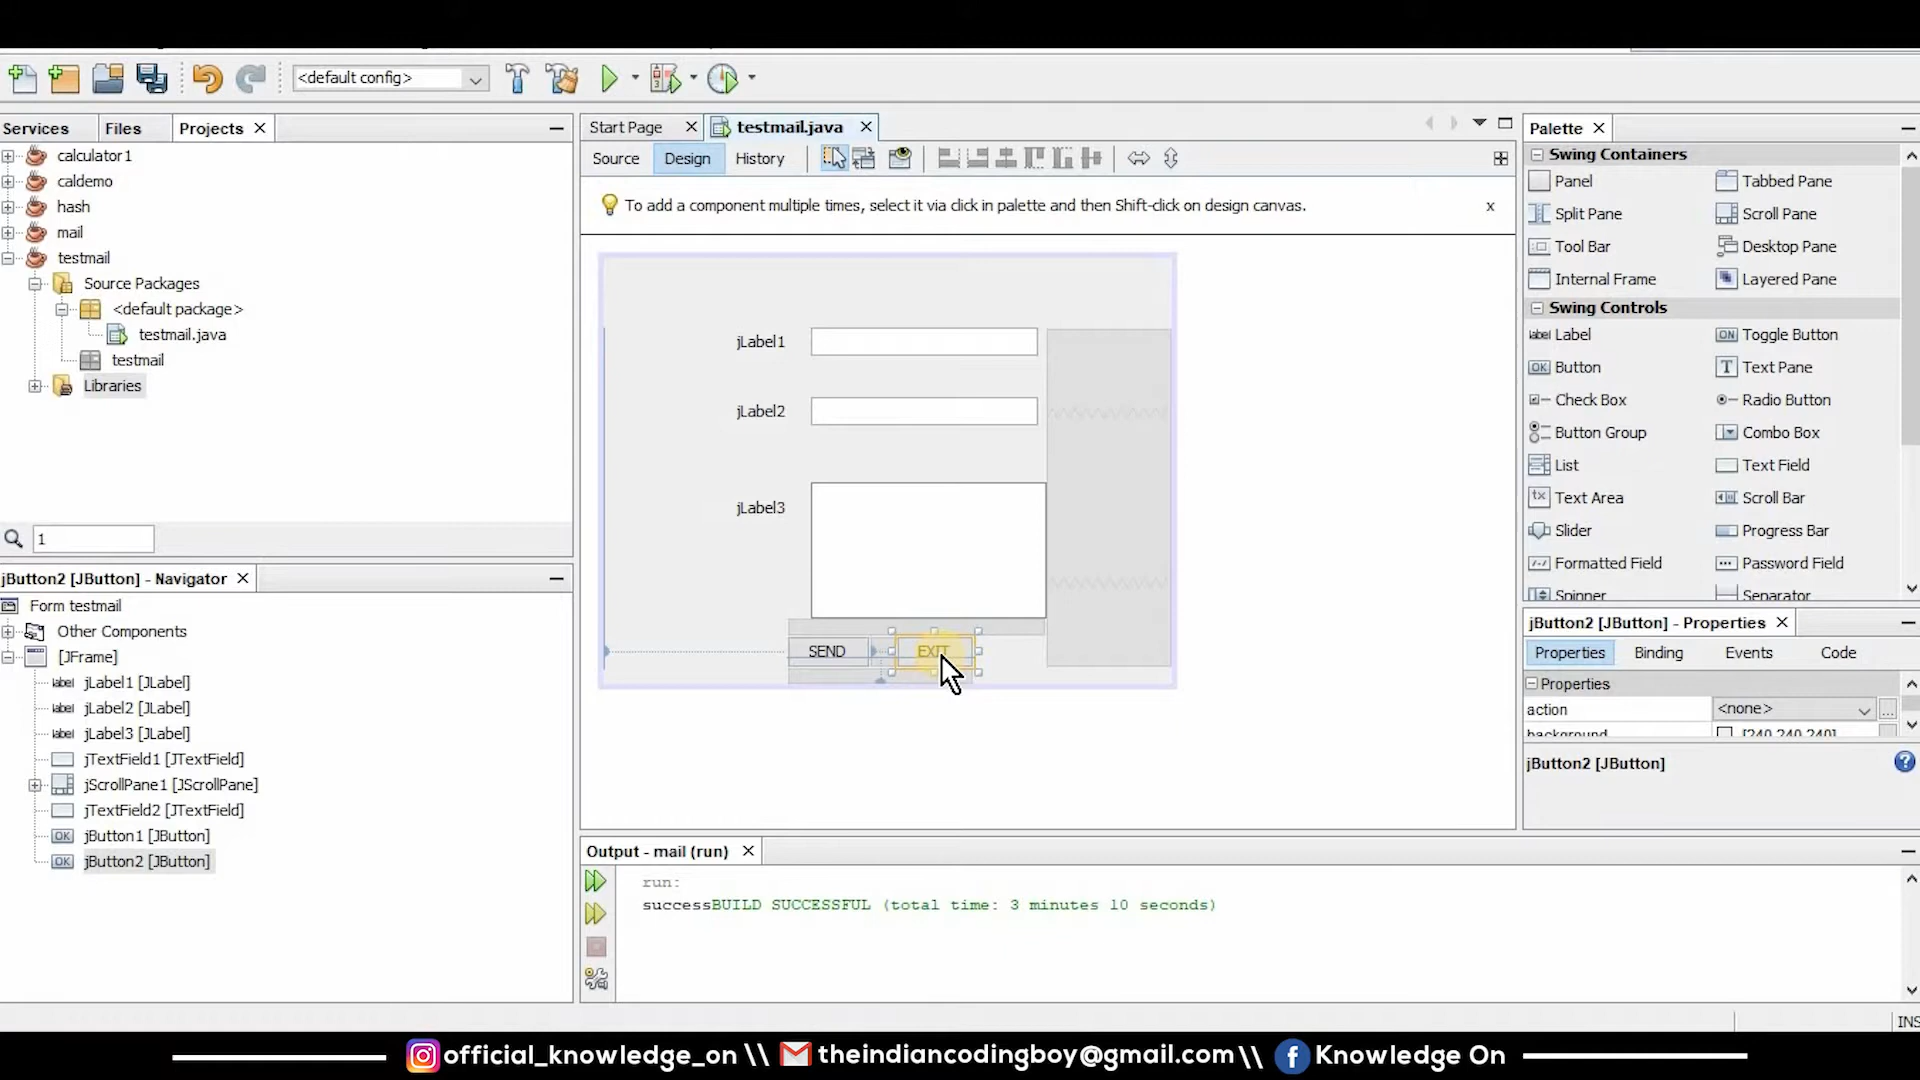 <default config>
Services
Files
Projects
calculator1
caldemo
hash
mail
testmail
Source Packages
<default package>
testmail.java
testmail
Libraries
1
jButton2 [JButton] - Navigator
Form testmail
Other Components
[JFrame]
jLabel1 [JLabel]
jLabel2 [JLabel]
jLabel3 [JLabel]
jTextField1 [JTextField]
jScrollPane1 [JScrollPane]
jTextField2 [JTextField]
jButton1 [JButton]
jButton2 [JButton]
Start Page
testmail.java
Source
Design
History
To add a component multiple times, select it via click in palette and then Shift-click on design canvas.
x
jLabel1
jLabel2
jLabel3
SEND
EXIT
Output - mail (run)
run:
successBUILD SUCCESSFUL (total time: 3 minutes 10 seconds)
Palette
Swing Containers
Panel
Tabbed Pane
Split Pane
Scroll Pane
Tool Bar
Desktop Pane
Internal Frame
Layered Pane
Swing Controls
label Label
ON Toggle Button
OK Button
T Text Pane
Check Box
Radio Button
Button Group
Combo Box
List
Text Field
tx Text Area
Scroll Bar
Slider
Progress Bar
Formatted Field
Password Field
Spinner
Separator
jButton2 [JButton] - Properties
Properties
Binding
Events
Code
Properties
action
<none>
...
background
[240,240,240]
jButton2 [JButton]
?
INS
official_knowledge_on \\ theindiancodingboy@gmail.com \\ Knowledge On